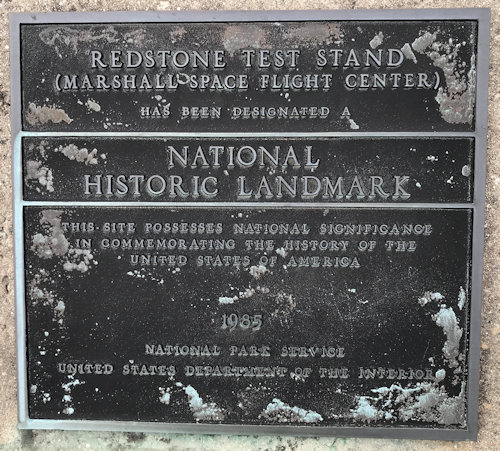 REDSTONE TEST STAND
(MARSHALL SPACE FLIGHT CENTER)
HAS BEEN DESIGNATED A
NATIONAL
HISTORIC LANDMARK
THIS SITE POSSESSES NATIONAL SIGNIFICANCE
IN COMMEMORATING THE HISTORY OF THE
UNITED STATES OF AMERICA
1985
NATIONAL PARK SERVICE
UNITED STATES DEPARTMENT OF THE INTERIOR